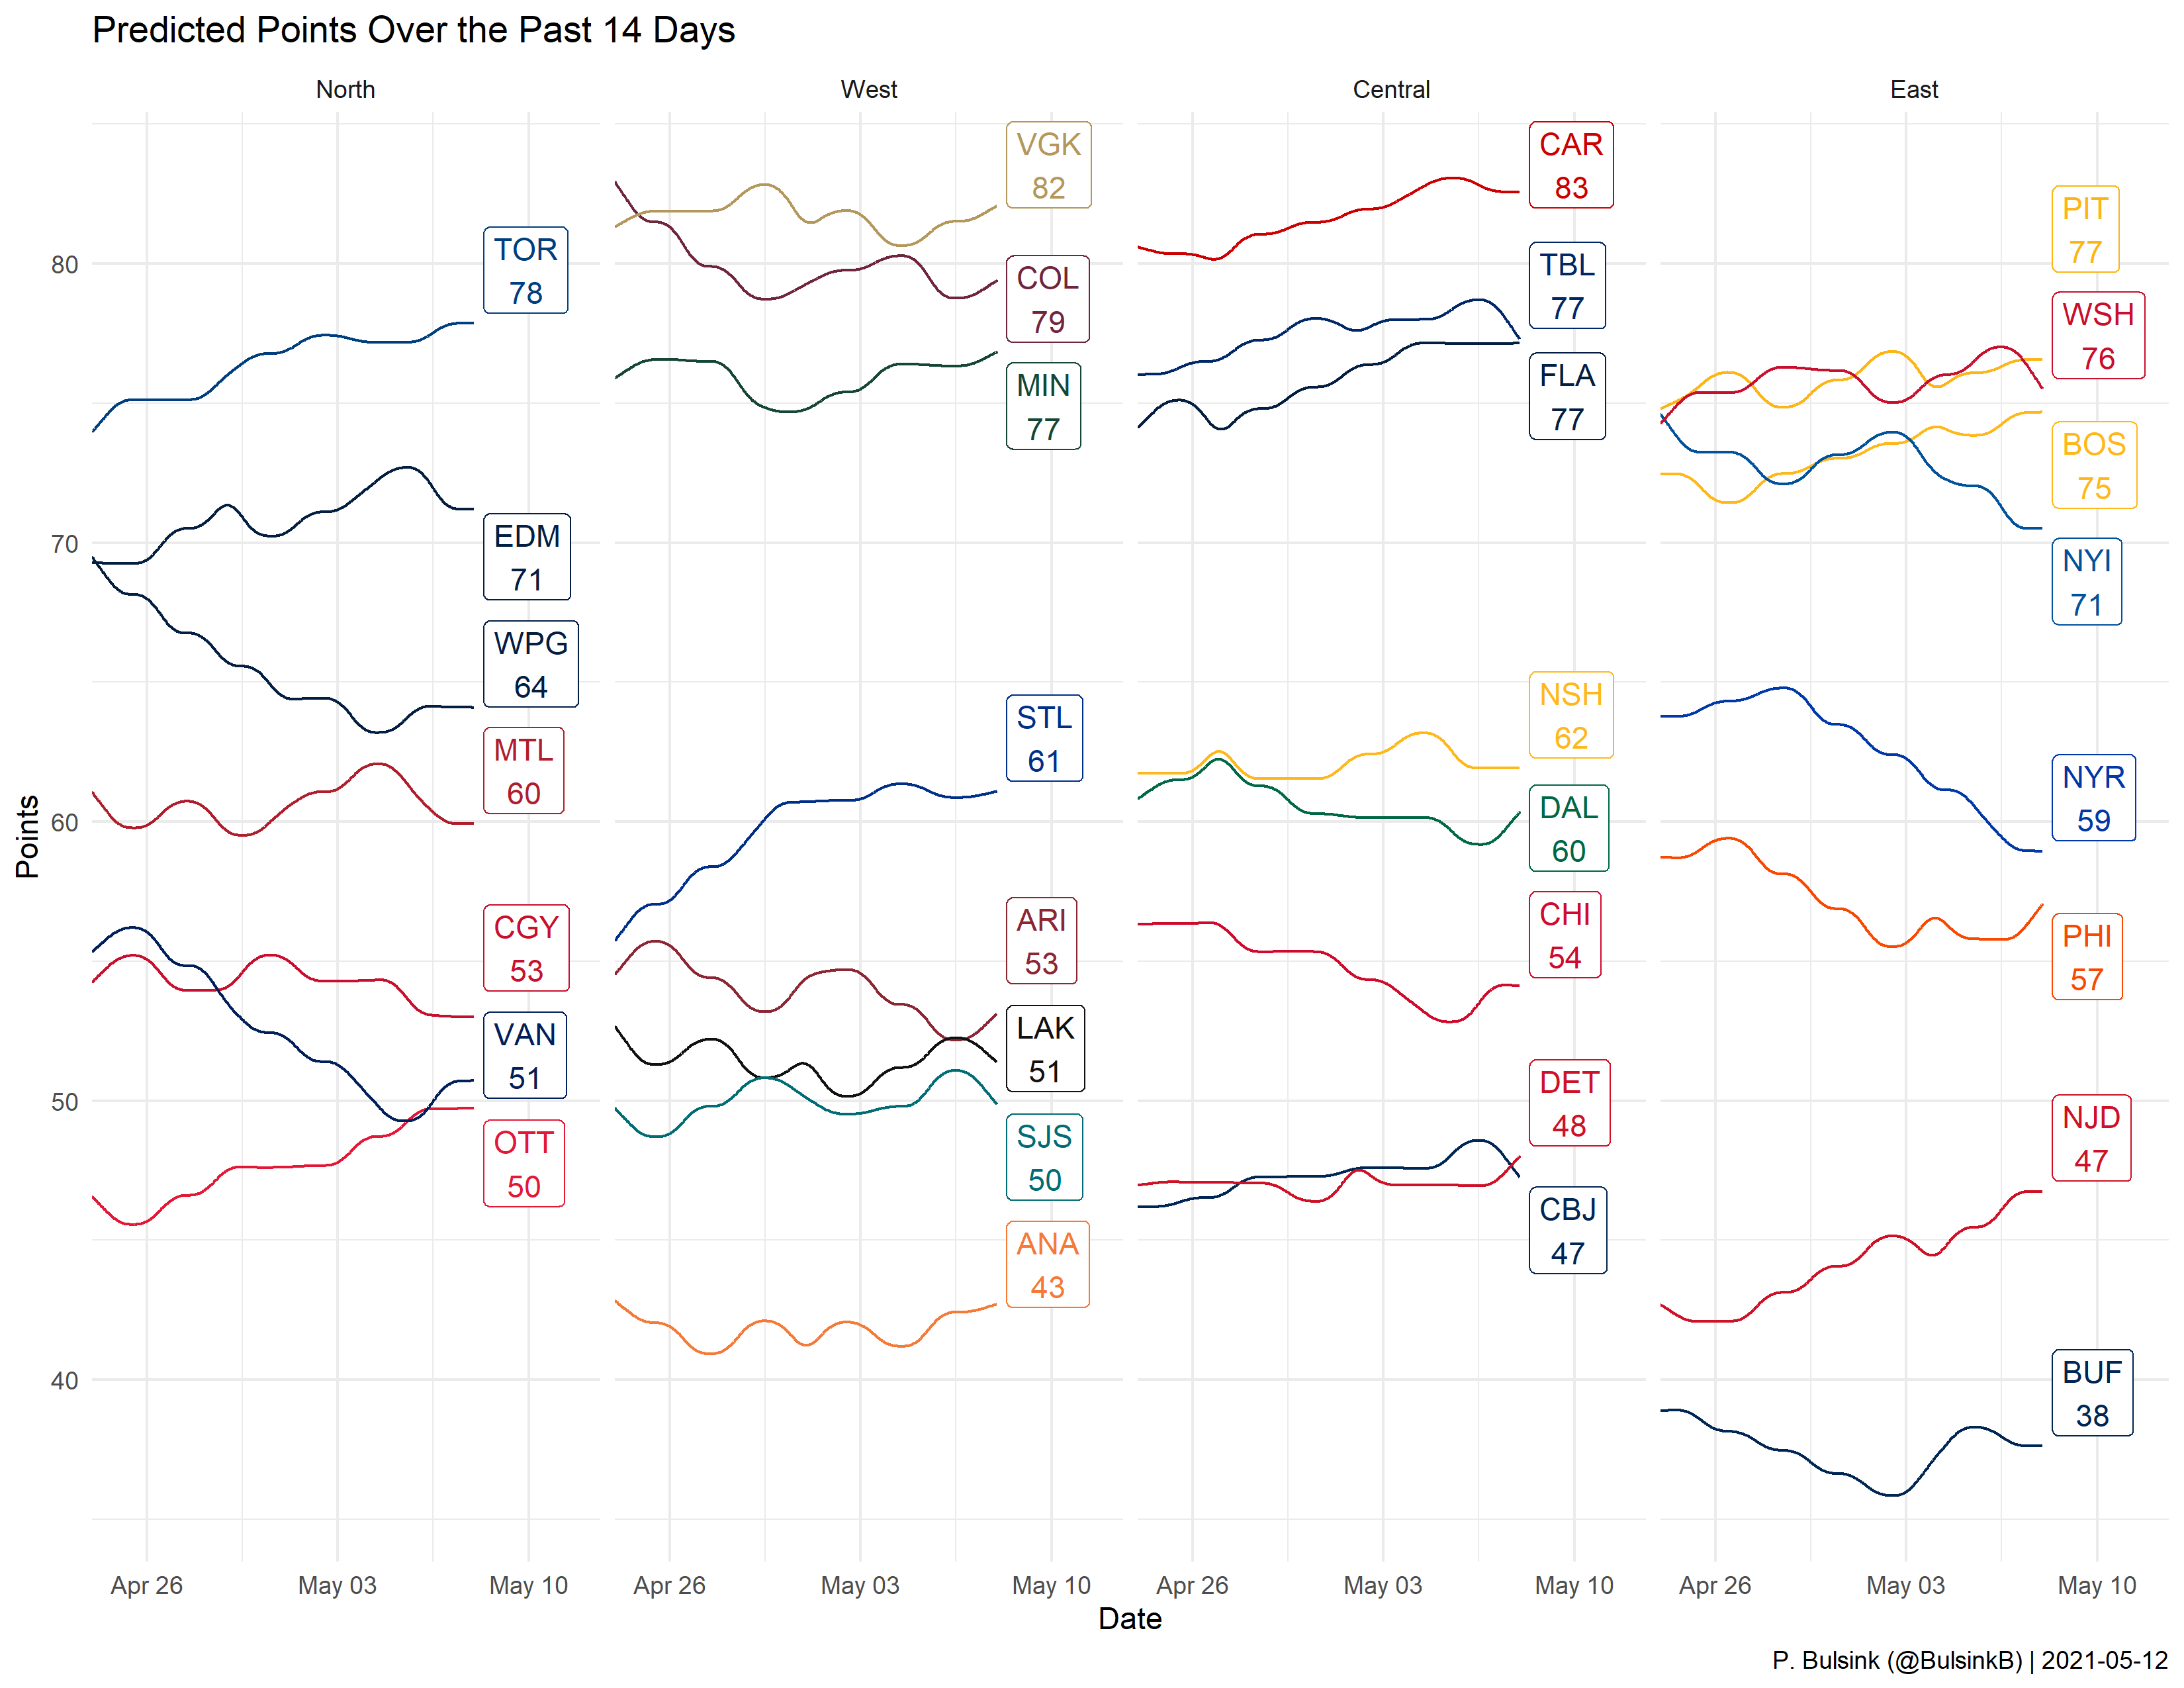 Predicted Points Over the Past 14 Days
North
West
Central
East
Points
80
70
60
50
40
TOR
78
EDM
71
WPG
64
MTL
60
CGY
53
VAN
51
OTT
50
VGK
82
COL
79
MIN
77
STL
61
ARI
53
LAK
51
SJS
50
ANA
43
CAR
83
TBL
77
FLA
77
NSH
62
DAL
60
CHI
54
DET
48
CBJ
47
PIT
77
WSH
76
BOS
75
NYI
71
NYR
59
PHI
57
NJD
47
BUF
38
Apr 26 May 03 May 10
Apr 26 May 03 May 10
Apr 26 May 03 May 10
Apr 26 May 03 May 10
Date
P. Bulsink (@BulsinkB) | 2021-05-12